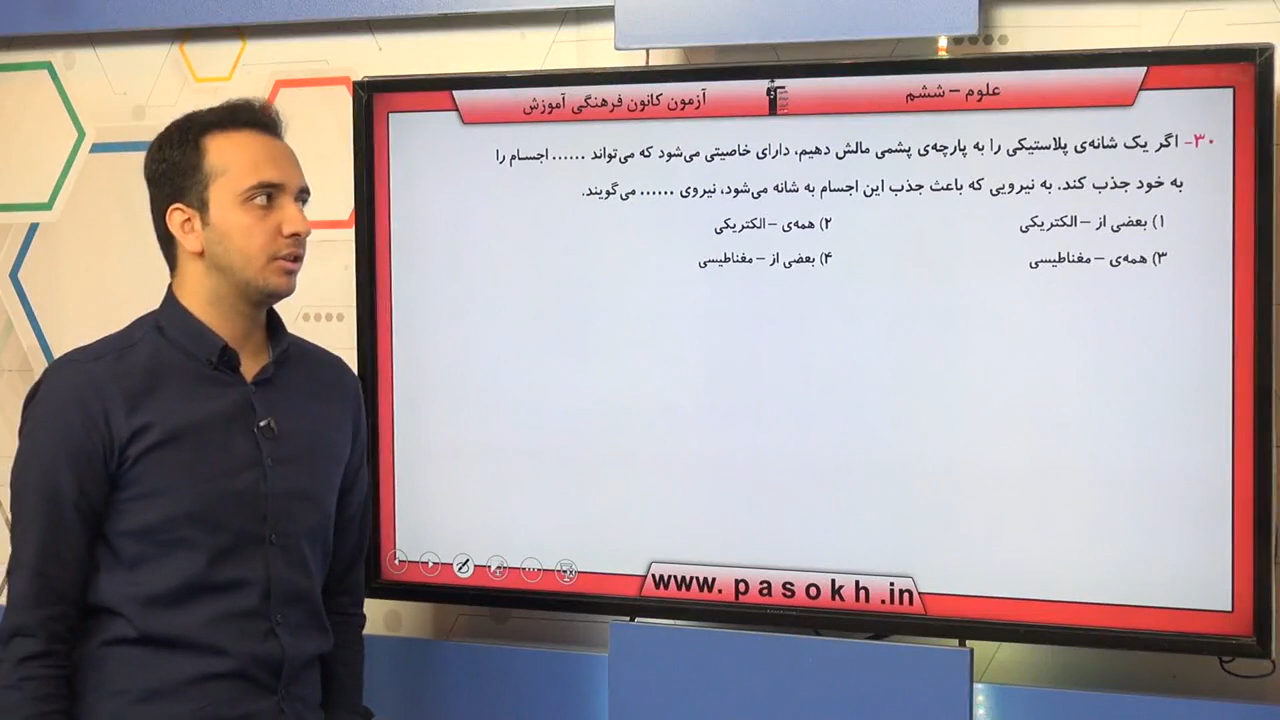 علوم – ششم
آزمون کانون فرهنگی آموزش
۳۰- اگر یک شانه‌ی پلاستیکی را به پارچه‌ی پشمی مالش دهیم، دارای خاصیتی می‌شود که می‌تواند ...... اجسام را
به خود جذب کند. به نیرویی که باعث جذب این اجسام به شانه می‌شود، نیروی ...... می‌گویند.
۱) بعضی از – الکتریکی
۲) همه‌ی – الکتریکی
۳) همه‌ی – مغناطیسی
۴) بعضی از – مغناطیسی
www.pasokh.in